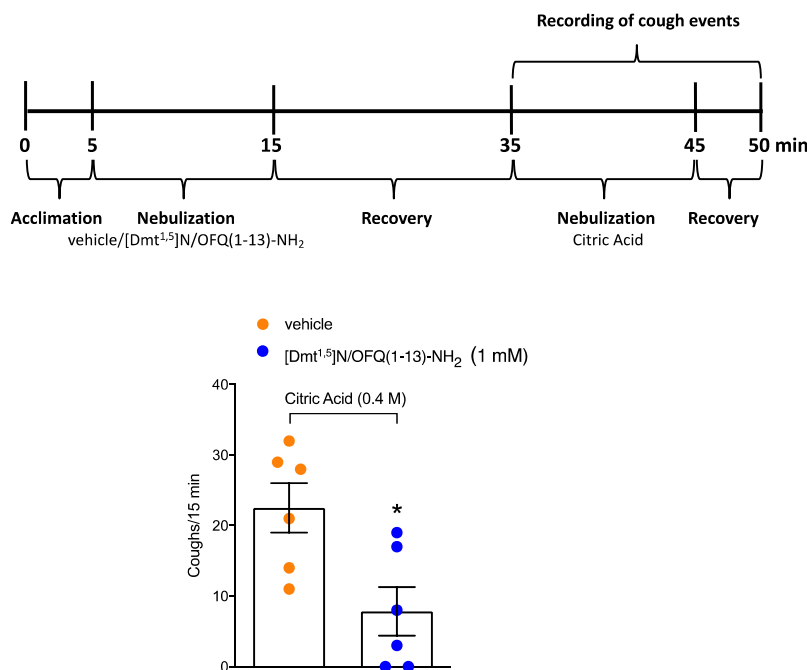 Recording of cough events
0 5 15 35 45 50 min
Acclimation Nebulization Recovery Nebulization Recovery
vehicle/[Dmt¹,⁵]N/OFQ(1-13)-NH₂ Citric Acid
vehicle
[Dmt¹,⁵]N/OFQ(1-13)-NH₂ (1 mM)
40
Citric Acid (0.4 M)
30
*
20
10
0
Coughs/15 min